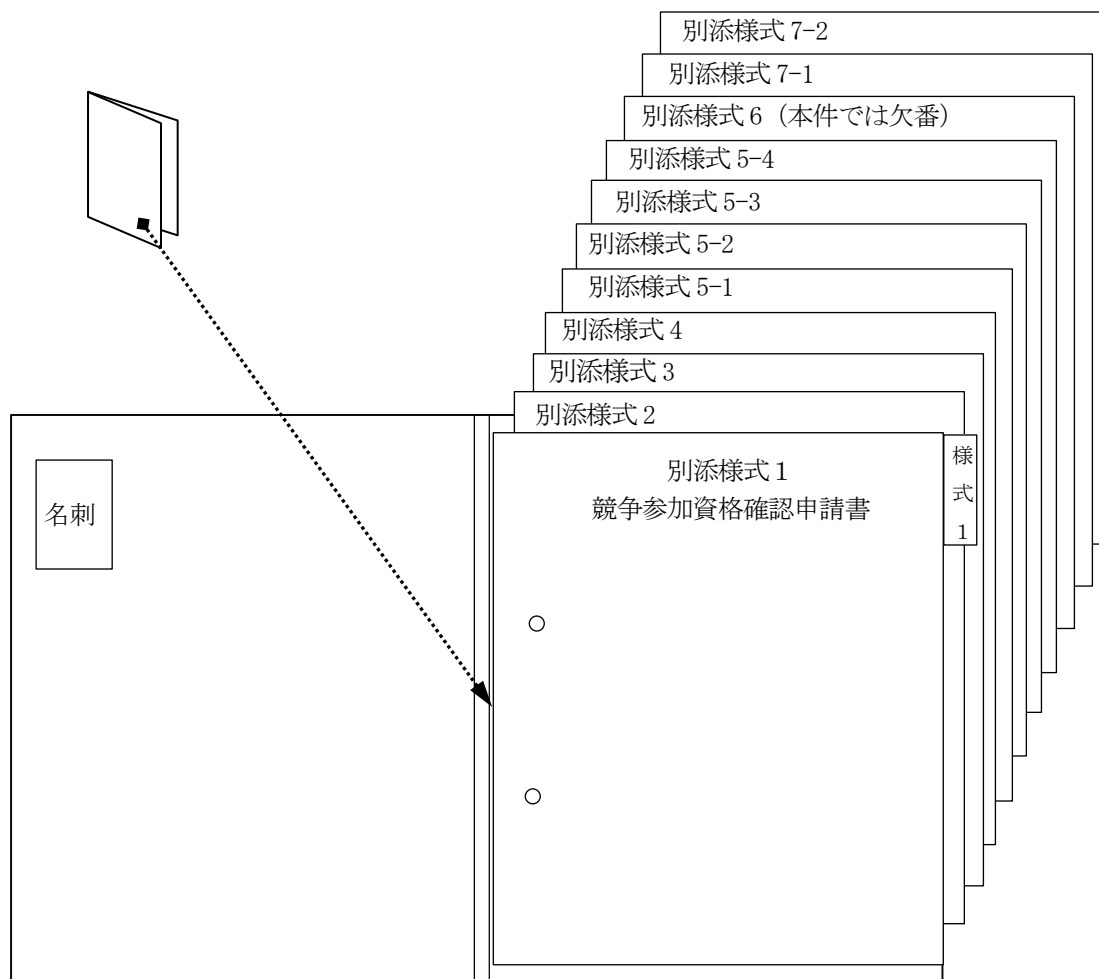 別添様式 7-2
別添様式 7-1
別添様式 6（本件では欠番）
別添様式 5-4
別添様式 5-3
別添様式 5-2
別添様式 5-1
別添様式 4
別添様式 3
別添様式 2
別添様式 1
競争参加資格確認申請書
様式1
名刺